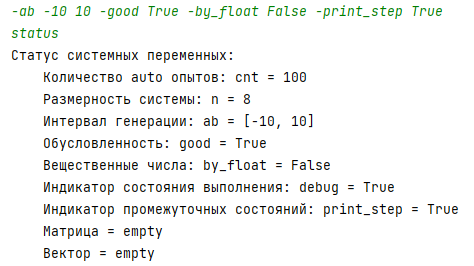 -ab -10 10 -good True -by_float False -print_step True
status
Статус системных переменных:
Количество auto опытов: cnt = 100
Размерность системы: n = 8
Интервал генерации: ab = [-10, 10]
Обусловленность: good = True
Вещественные числа: by_float = False
Индикатор состояния выполнения: debug = True
Индикатор промежуточных состояний: print_step = True
Матрица = empty
Вектор = empty